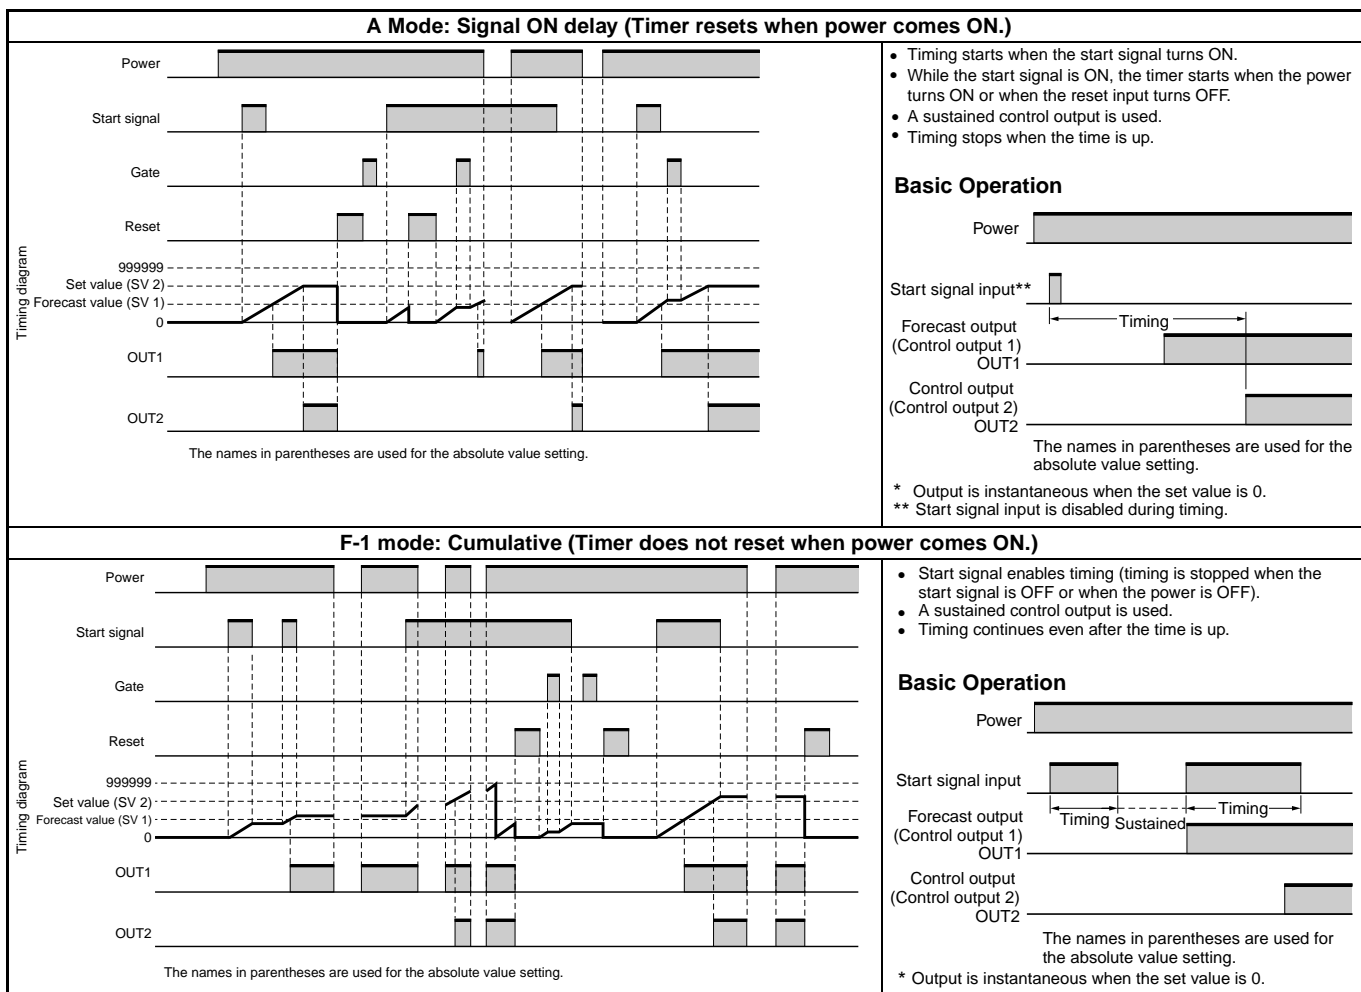 A Mode: Signal ON delay (Timer resets when power comes ON.)
Timing diagram
Power
Start signal
Gate
Reset
999999
Set value (SV 2)
Forecast value (SV 1)
0
OUT1
OUT2
The names in parentheses are used for the absolute value setting.
• Timing starts when the start signal turns ON.
• While the start signal is ON, the timer starts when the power
turns ON or when the reset input turns OFF.
• A sustained control output is used.
• Timing stops when the time is up.
Basic Operation
Power
Start signal input**
Timing
Forecast output
(Control output 1)
OUT1
Control output
(Control output 2)
OUT2
The names in parentheses are used for the
absolute value setting.
* Output is instantaneous when the set value is 0.
** Start signal input is disabled during timing.
F-1 mode: Cumulative (Timer does not reset when power comes ON.)
Timing diagram
Power
Start signal
Gate
Reset
999999
Set value (SV 2)
Forecast value (SV 1)
0
OUT1
OUT2
The names in parentheses are used for the absolute value setting.
• Start signal enables timing (timing is stopped when the
start signal is OFF or when the power is OFF).
• A sustained control output is used.
• Timing continues even after the time is up.
Basic Operation
Power
Start signal input
Timing Sustained Timing
Forecast output
(Control output 1)
OUT1
Control output
(Control output 2)
OUT2
The names in parentheses are used for
the absolute value setting.
* Output is instantaneous when the set value is 0.